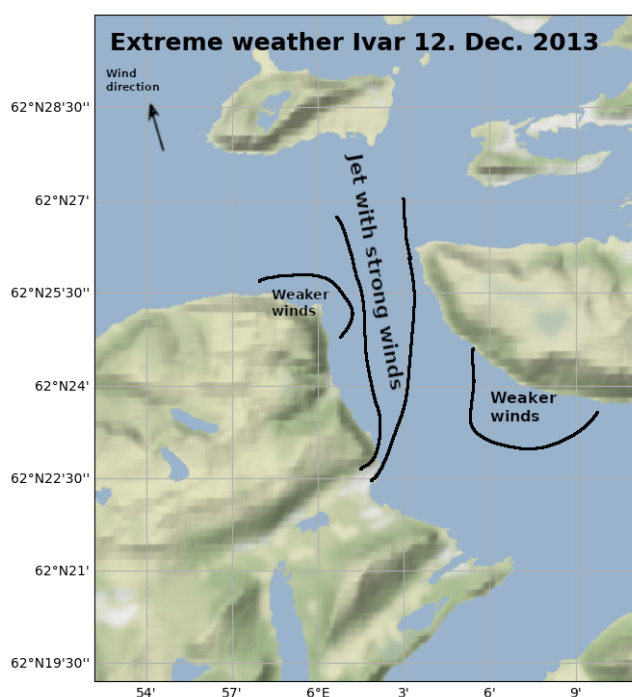 Extreme weather Ivar 12. Dec. 2013
Wind
direction
62°N28'30''
62°N27'
62°N25'30''
62°N24'
62°N22'30''
62°N21'
62°N19'30''
Jet with strong winds
Weaker
winds
Weaker
winds
54'
57'
6°E
3'
6'
9'